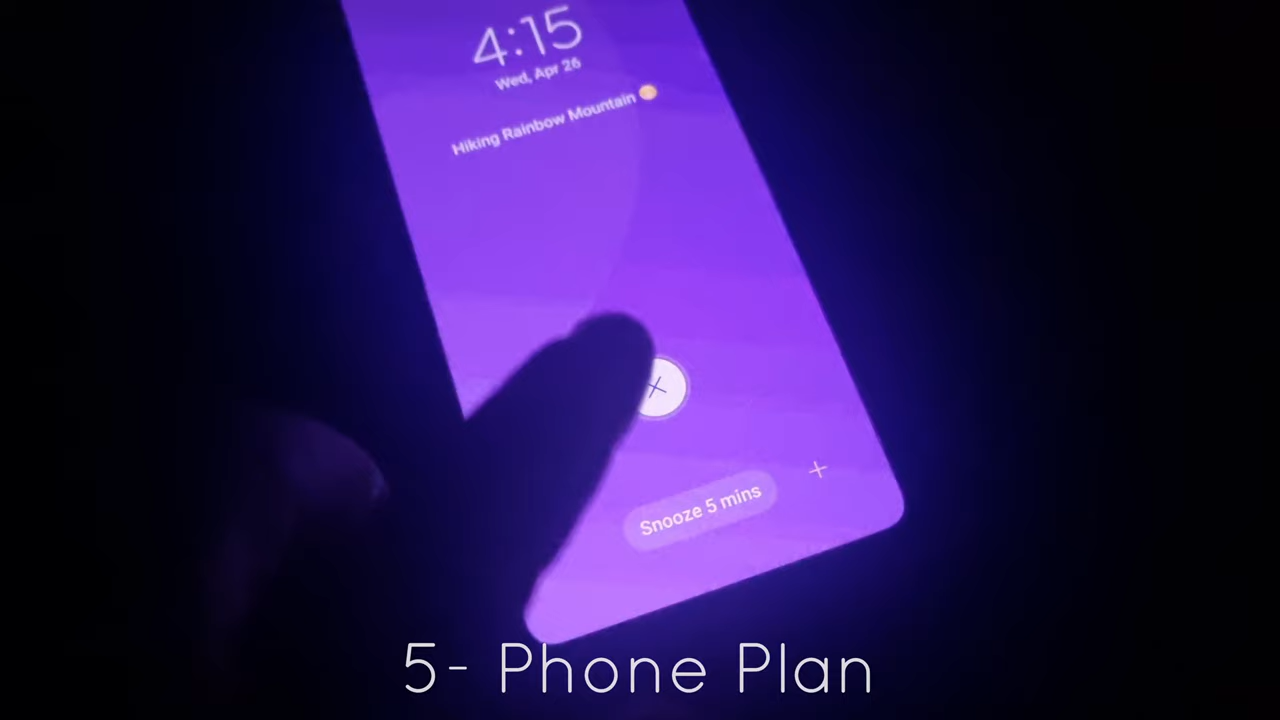 4:15
Wed, Apr 26
Hiking Rainbow Mountain
Snooze 5 mins
5- Phone Plan